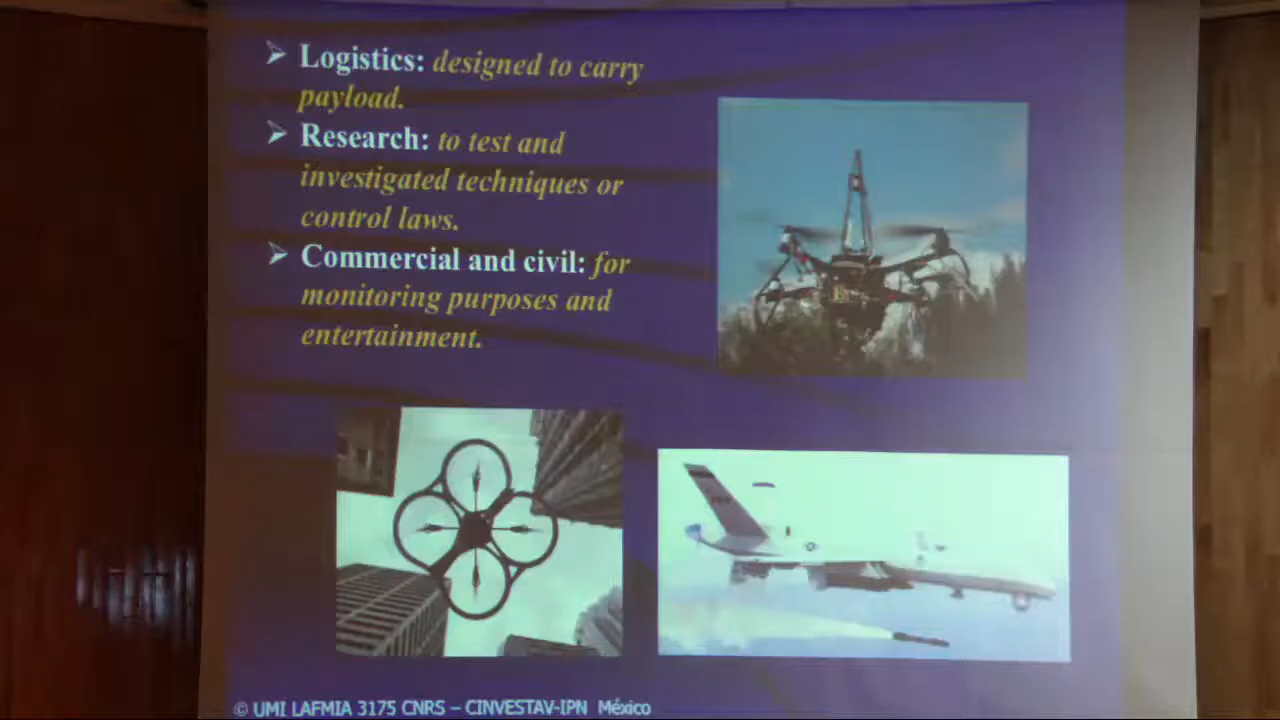 ➢ Logistics: designed to carry
payload.
➢ Research: to test and
investigated techniques or
control laws.
➢ Commercial and civil: for
monitoring purposes and
entertainment.
© UMI LAFMIA 3175 CNRS – CINVESTAV-IPN México